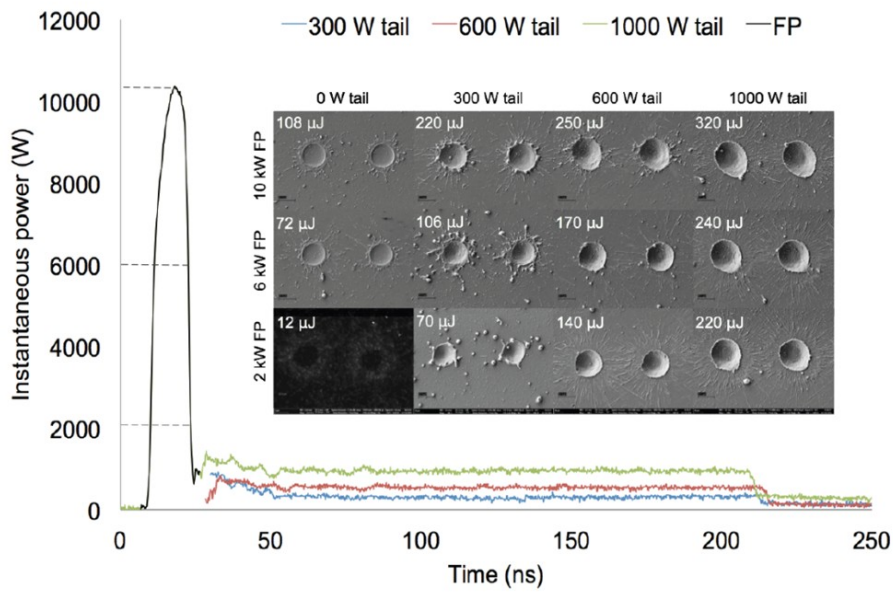 300 W tail 600 W tail 1000 W tail FP
12000
10000
8000
6000
4000
2000
0
Instantaneous power (W)
0 W tail 300 W tail 600 W tail 1000 W tail
10 kW FP
108 µJ 220 µJ 250 µJ 320 µJ
6 kW FP
72 µJ 106 µJ 170 µJ 240 µJ
2 kW FP
12 µJ 70 µJ 140 µJ 220 µJ
0 50 100 150 200 250
Time (ns)